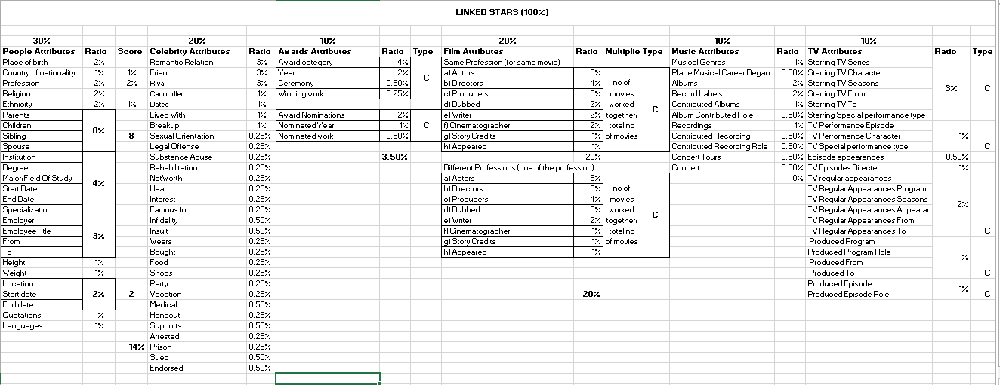 LINKED STARS (100%)
30% 20% 10% 20% 10% 10%
People Attributes Ratio Score Celebrity Attributes Ratio Awards Attributes Ratio Type Film Attributes Ratio Multiplie Type Music Attributes Ratio TV Attributes Ratio Type
Place of birth 2% Romantic Relation 3% Award category 4% Same Profession (for same movie) Musical Genres 1% Starring TV Series
Country of nationality 1% 1% Friend 3% Year 2% C a) Actors 5% Place Musical Career Began 0.50% Starring TV Character
Profession 2% 2% Rival 3% Ceremony 0.50% b) Directors 4% no of Albums 2% Starring TV Seasons 3% C
Religion 2% Canoodled 1% Winning work 0.25% c) Producers 3% movies Record Labels 2% Starring TV From
Ethnicity 2% 1% Dated 1% d) Dubbed 2% worked C Contributed Albums 1% Starring TV To
Parents Lived With 1% Award Nominations 2% e) Writer 2% together/ Album Contributed Role 0.50% Starring Special performance type
Children 8% Breakup 1% Nominated Year 1% C f) Cinematographer 2% total no Recordings 1% TV Performance Episode
Sibling 8 Sexual Orientation 0.25% Nominated work 0.50% g) Story Credits 1% of movies Contributed Recording 0.50% TV Performance Character 1%
Spouse Legal Offense 0.25% h) Appeared 1% Contributed Recording Role 0.50% TV Special performance type C
Institution Substance Abuse 0.25% 3.50% 20% Concert Tours 0.50% Episode appearances 0.50%
Degree Rehabilitation 0.25% Different Professions (one of the profession) Concert 0.50% TV Episodes Directed 1%
Major/Field Of Study 4% NetWorth 0.25% a) Actors 8% 10% TV regular appearances
Start Date Heat 0.25% b) Directors 5% no of TV Regular Appearances Program
End Date Interest 0.25% c) Producers 4% movies TV Regular Appearances Seasons 2%
Specialization Famous for 0.25% d) Dubbed 3% worked C TV Regular Appearances Appearan
Employer Infidelity 0.50% e) Writer 2% together/ TV Regular Appearances From
EmployeeTitle 3% Insult 0.50% f) Cinematographer 1% total no TV Regular Appearances To C
From Wears 0.25% g) Story Credits 1% of movies Produced Program
To Bought 0.25% h) Appeared 1% Produced Program Role 1%
Height 1% Food 0.25% Produced From
Weight 1% Shops 0.25% Produced To C
Location Party 0.25% Produced Episode 1%
Start date 2% 2 Vacation 0.25% 20% Produced Episode Role C
End date Medical 0.50%
Quotations 1% Hangout 0.25%
Languages 1% Supports 0.50%
Arrested 0.25%
14% Prison 0.25%
Sued 0.50%
Endorsed 0.50%